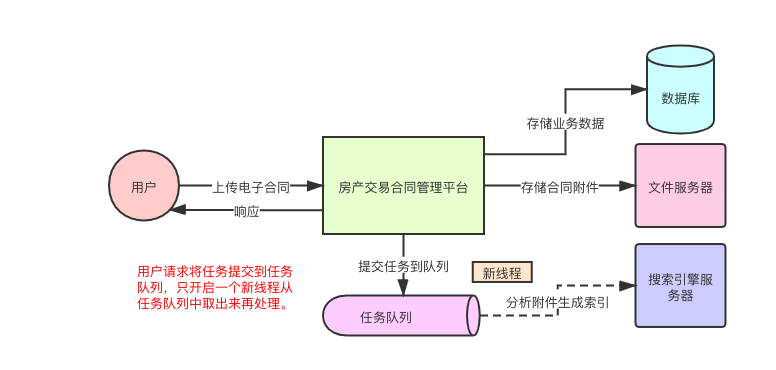 数据库
存储业务数据
用户
上传电子合同
房产交易合同管理平台
存储合同附件
文件服务器
响应
提交任务到队列
新线程
用户请求将任务提交到任务
队列，只开启一个新线程从
任务队列中取出来再处理。
搜索引擎服
务器
分析附件生成索引
任务队列